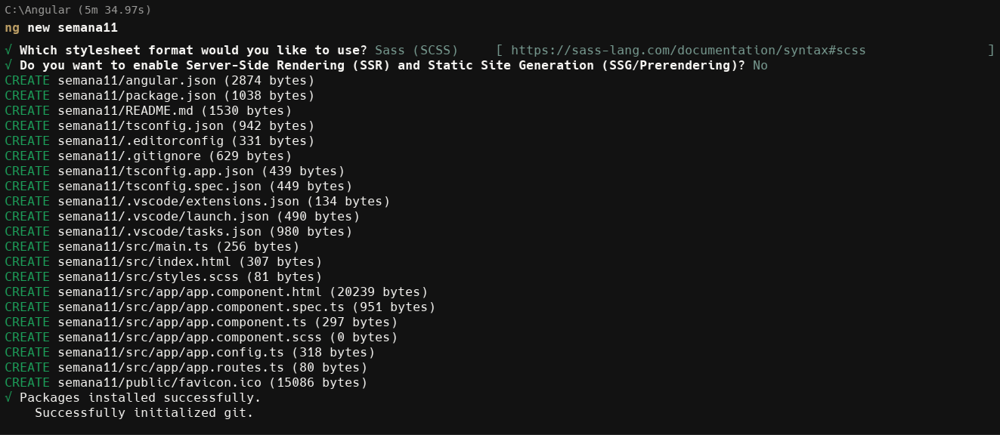 C:\Angular (5m 34.97s)
ng new semana11
√ Which stylesheet format would you like to use? Sass (SCSS)     [ https://sass-lang.com/documentation/syntax#scss                ]
√ Do you want to enable Server-Side Rendering (SSR) and Static Site Generation (SSG/Prerendering)? No
CREATE semana11/angular.json (2874 bytes)
CREATE semana11/package.json (1038 bytes)
CREATE semana11/README.md (1530 bytes)
CREATE semana11/tsconfig.json (942 bytes)
CREATE semana11/.editorconfig (331 bytes)
CREATE semana11/.gitignore (629 bytes)
CREATE semana11/tsconfig.app.json (439 bytes)
CREATE semana11/tsconfig.spec.json (449 bytes)
CREATE semana11/.vscode/extensions.json (134 bytes)
CREATE semana11/.vscode/launch.json (490 bytes)
CREATE semana11/.vscode/tasks.json (980 bytes)
CREATE semana11/src/main.ts (256 bytes)
CREATE semana11/src/index.html (307 bytes)
CREATE semana11/src/styles.scss (81 bytes)
CREATE semana11/src/app/app.component.html (20239 bytes)
CREATE semana11/src/app/app.component.spec.ts (951 bytes)
CREATE semana11/src/app/app.component.ts (297 bytes)
CREATE semana11/src/app/app.component.scss (0 bytes)
CREATE semana11/src/app/app.config.ts (318 bytes)
CREATE semana11/src/app/app.routes.ts (80 bytes)
CREATE semana11/public/favicon.ico (15086 bytes)
√ Packages installed successfully.
    Successfully initialized git.